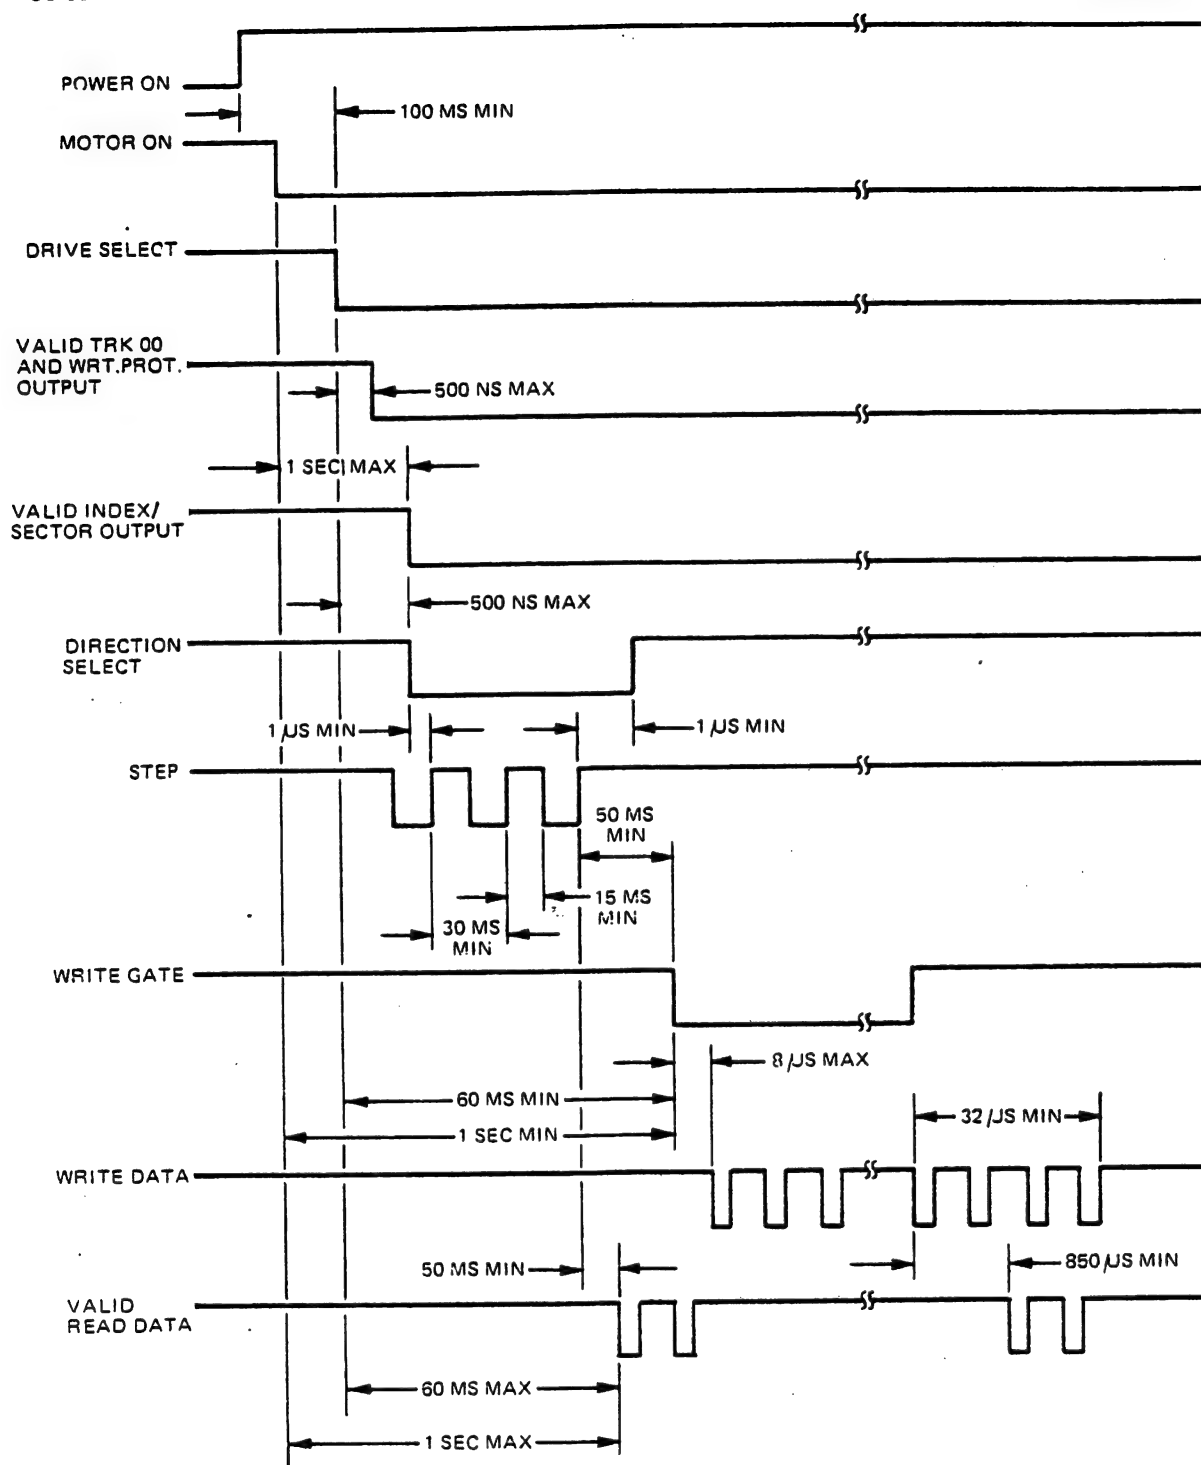 POWER ON
100 MS MIN
MOTOR ON
DRIVE SELECT
VALID TRK 00
AND WRT.PROT.
OUTPUT
500 NS MAX
1 SEC MAX
VALID INDEX/
SECTOR OUTPUT
500 NS MAX
DIRECTION
SELECT
1 µS MIN
1 µS MIN
STEP
50 MS
MIN
15 MS
MIN
30 MS
MIN
WRITE GATE
8 µS MAX
60 MS MIN
32 µS MIN
1 SEC MIN
WRITE DATA
50 MS MIN
850 µS MIN
VALID
READ DATA
60 MS MAX
1 SEC MAX